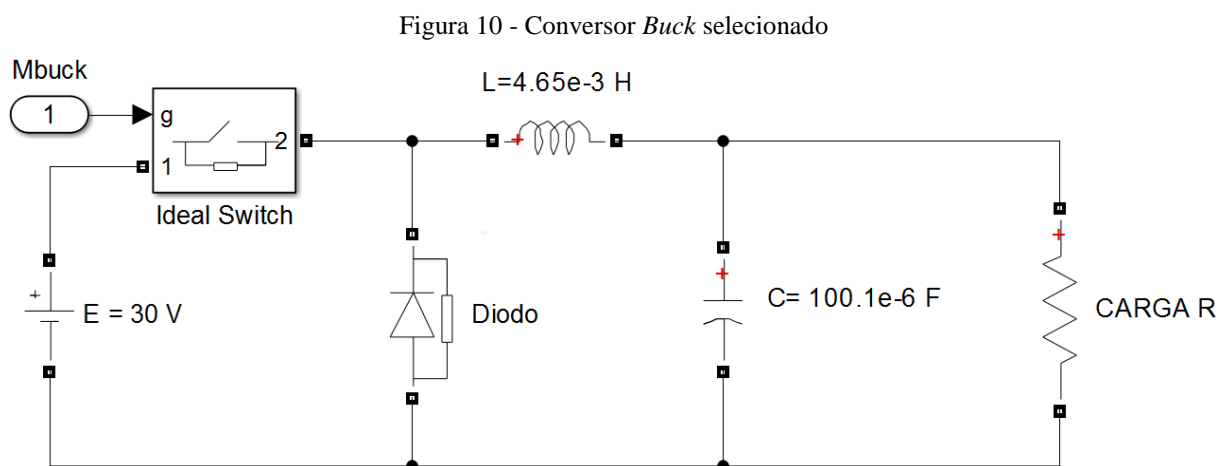 Figura 10 - Conversor Buck selecionado
Mbuck
1
g
1
2
Ideal Switch
L=4.65e-3 H
E = 30 V
Diodo
C= 100.1e-6 F
CARGA R